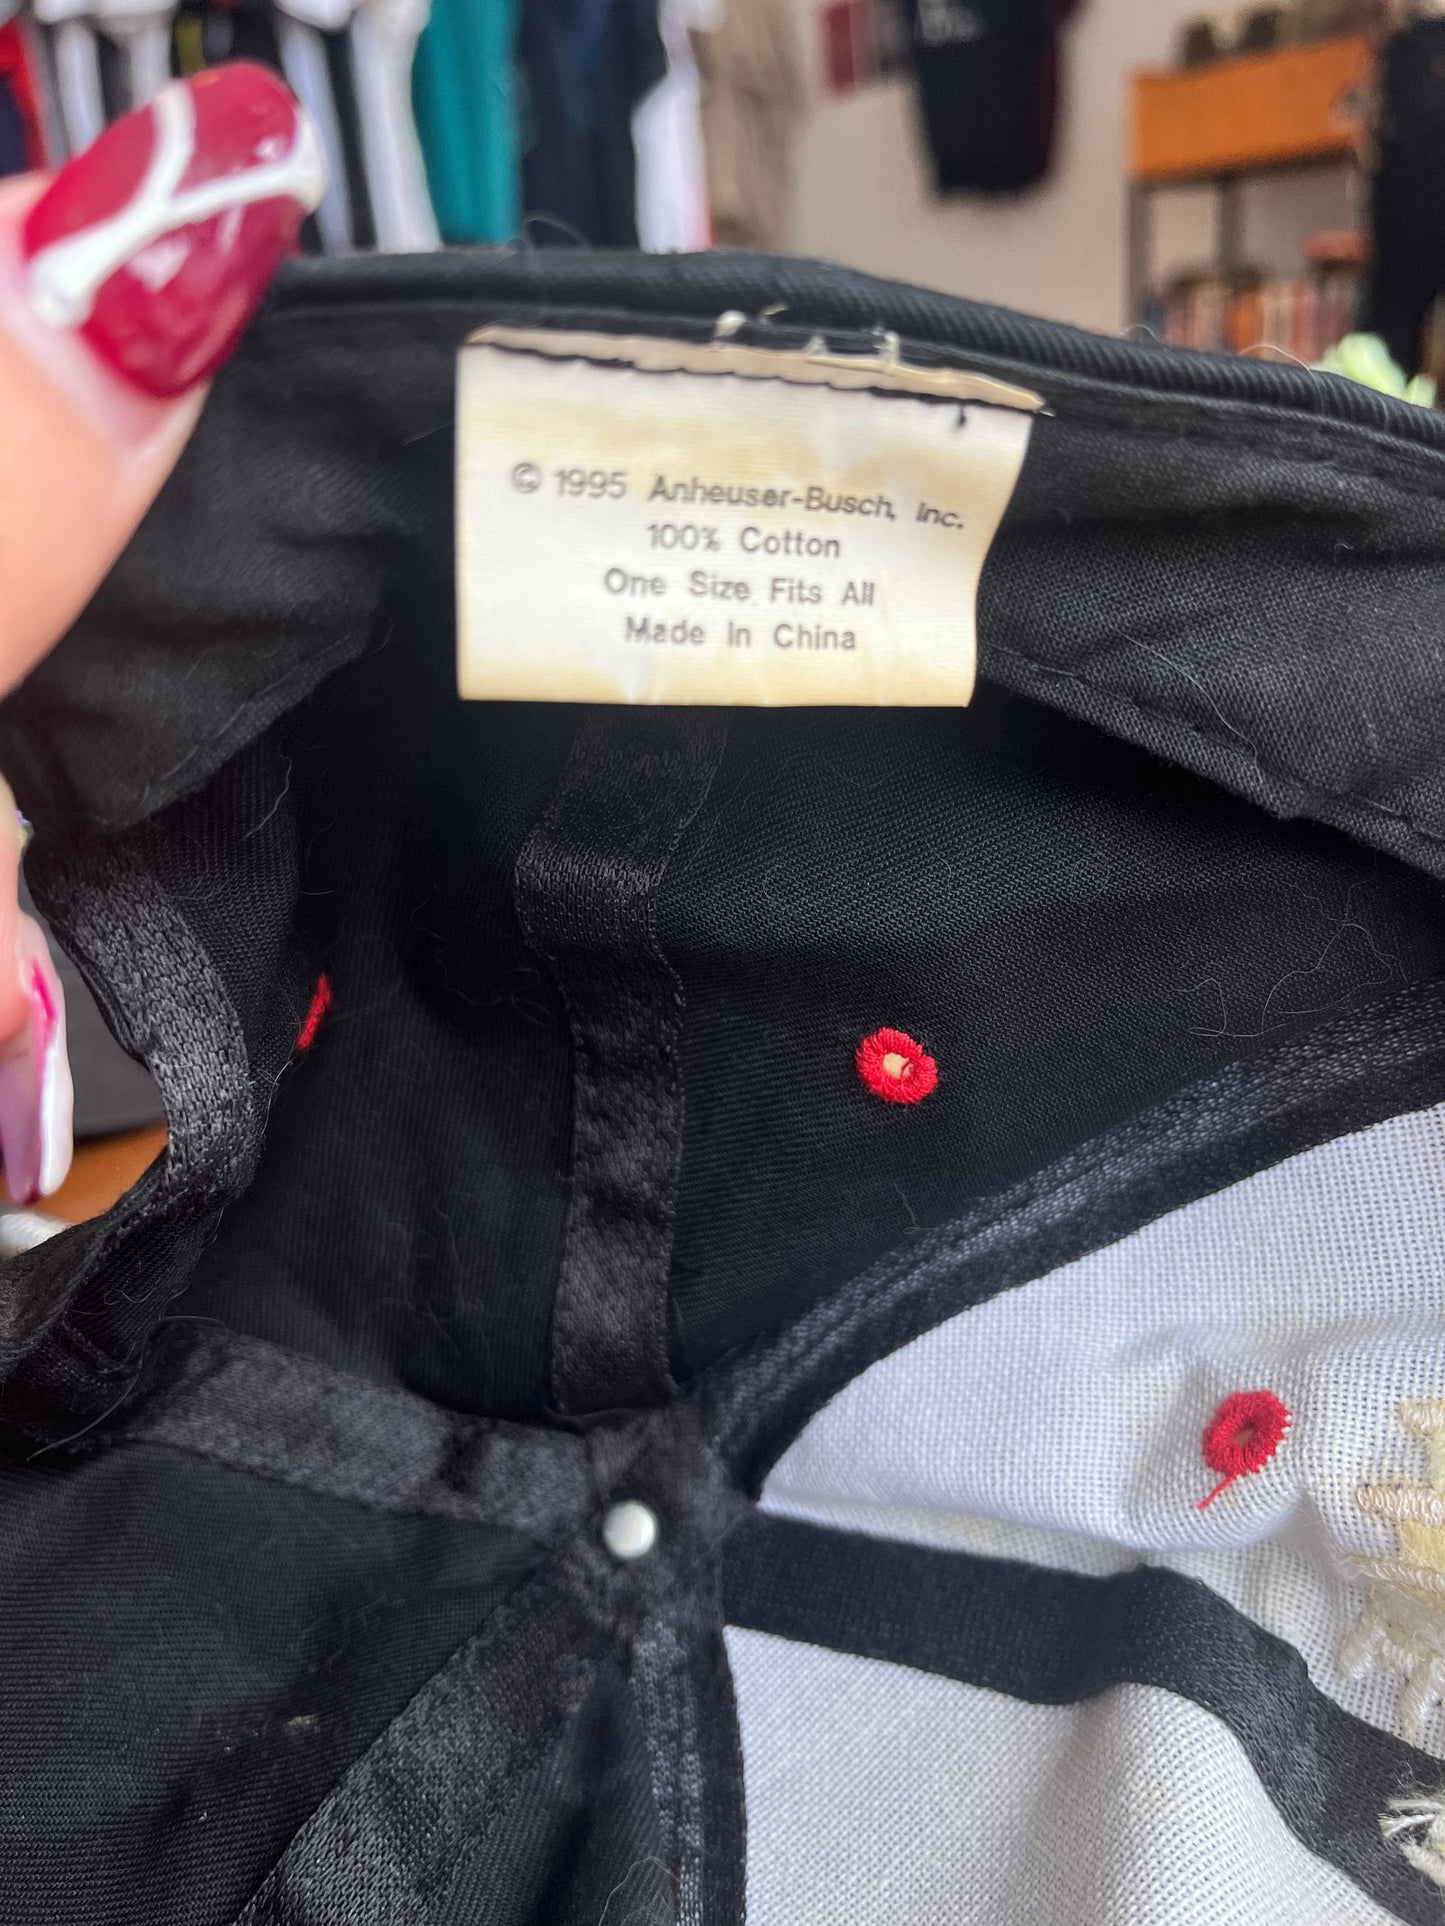 © 1995 Anheuser-Busch, Inc.
100% Cotton
One Size Fits All
Made In China